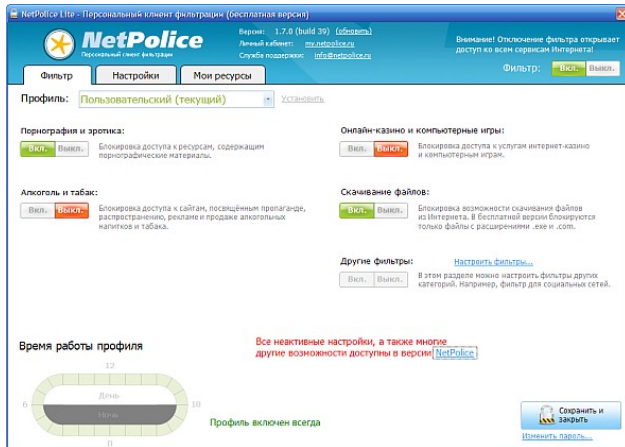 NetPolice Lite - Персональный клиент фильтрации (бесплатная версия)
NetPolice
Персональный клиент фильтрации
Версия: 1.7.0 (build 39) (обновить)
Личный кабинет: my.netpolice.ru
Служба поддержки: info@netpolice.ru
Внимание! Отключение фильтра открывает
доступ ко всем сервисам Интернета!
Фильтр: Вкл. Выкл.
Фильтр Настройки Мои ресурсы
Профиль: Пользовательский (текущий) Установить
Порнография и эротика:
Вкл. Выкл.
Блокировка доступа к ресурсам, содержащим
порнографические материалы.
Онлайн-казино и компьютерные игры:
Вкл. Выкл.
Блокировка доступа к услугам интернет-казино
и компьютерным играм.
Алкоголь и табак:
Вкл. Выкл.
Блокировка доступа к сайтам, посвящённым пропаганде,
распространению, рекламе и продаже алкогольных
напитков и табака.
Скачивание файлов:
Вкл. Выкл.
Блокировка возможности скачивания файлов
из Интернета. В бесплатной версии блокируются
только файлы с расширениями .exe и .com.
Другие фильтры: Настроить фильтры...
Вкл. Выкл.
В этом разделе можно настроить фильтры других
категорий. Например, фильтр для социальных сетей.
Время работы профиля
Все неактивные настройки, а также многие
другие возможности доступны в версии NetPolice
12
День
6 18
Ночь
0
Профиль включен всегда
Сохранить и
закрыть
Изменить пароль...